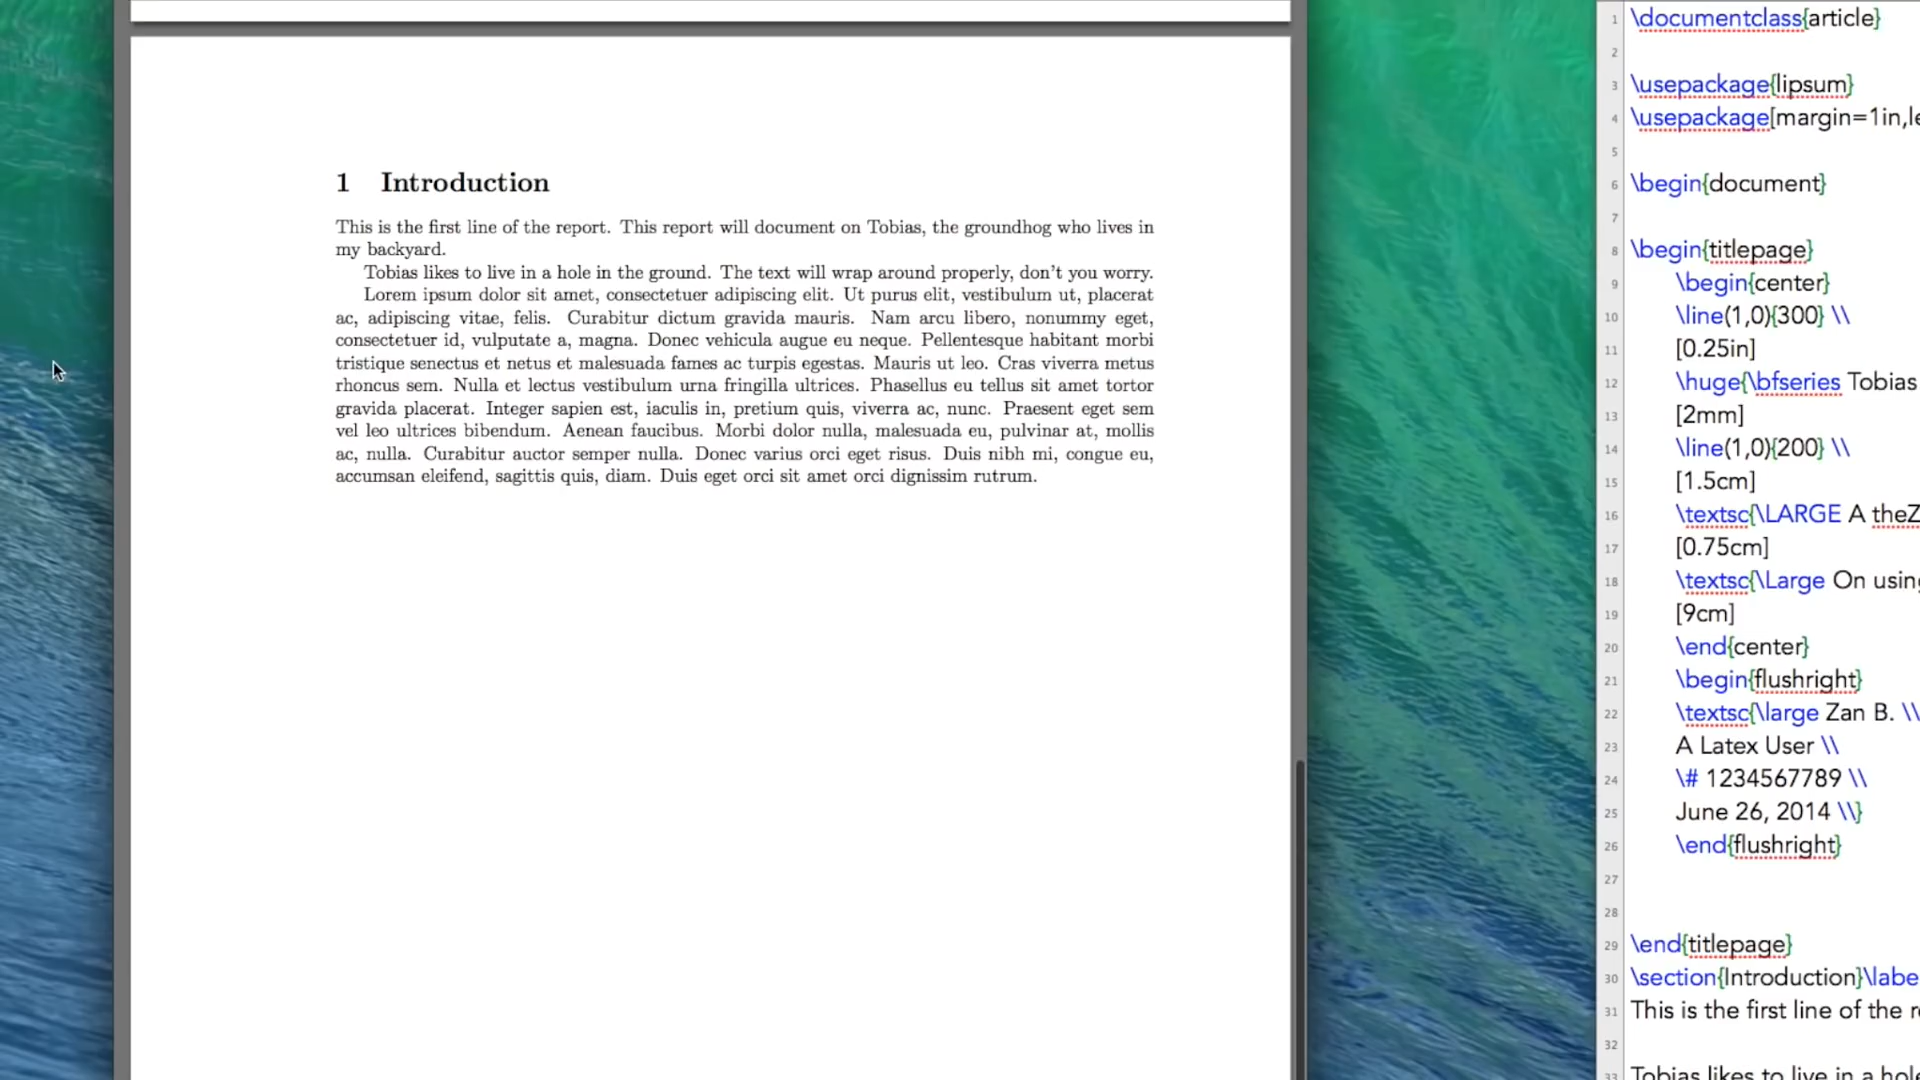 1 Introduction
This is the first line of the report. This report will document on Tobias, the groundhog who lives in
my backyard.
Tobias likes to live in a hole in the ground. The text will wrap around properly, don't you worry.
Lorem ipsum dolor sit amet, consectetuer adipiscing elit. Ut purus elit, vestibulum ut, placerat
ac, adipiscing vitae, felis. Curabitur dictum gravida mauris. Nam arcu libero, nonummy eget,
consectetuer id, vulputate a, magna. Donec vehicula augue eu neque. Pellentesque habitant morbi
tristique senectus et netus et malesuada fames ac turpis egestas. Mauris ut leo. Cras viverra metus
rhoncus sem. Nulla et lectus vestibulum urna fringilla ultrices. Phasellus eu tellus sit amet tortor
gravida placerat. Integer sapien est, iaculis in, pretium quis, viverra ac, nunc. Praesent eget sem
vel leo ultrices bibendum. Aenean faucibus. Morbi dolor nulla, malesuada eu, pulvinar at, mollis
ac, nulla. Curabitur auctor semper nulla. Donec varius orci eget risus. Duis nibh mi, congue eu,
accumsan eleifend, sagittis quis, diam. Duis eget orci sit amet orci dignissim rutrum.
1 \documentclass{article}
2
3 \usepackage{lipsum}
4 \usepackage[margin=1in,le
5
6 \begin{document}
7
8 \begin{titlepage}
9 \begin{center}
10 \line(1,0){300} \\
11 [0.25in]
12 \huge{\bfseries Tobias
13 [2mm]
14 \line(1,0){200} \\
15 [1.5cm]
16 \textsc{\LARGE A theZ
17 [0.75cm]
18 \textsc{\Large On using
19 [9cm]
20 \end{center}
21 \begin{flushright}
22 \textsc{\large Zan B. \\
23 A Latex User \\
24 \# 1234567789 \\
25 June 26, 2014 \\}
26 \end{flushright}
27
28
29 \end{titlepage}
30 \section{Introduction}\labe
31 This is the first line of the r
32
33 Tobias likes to live in a hole